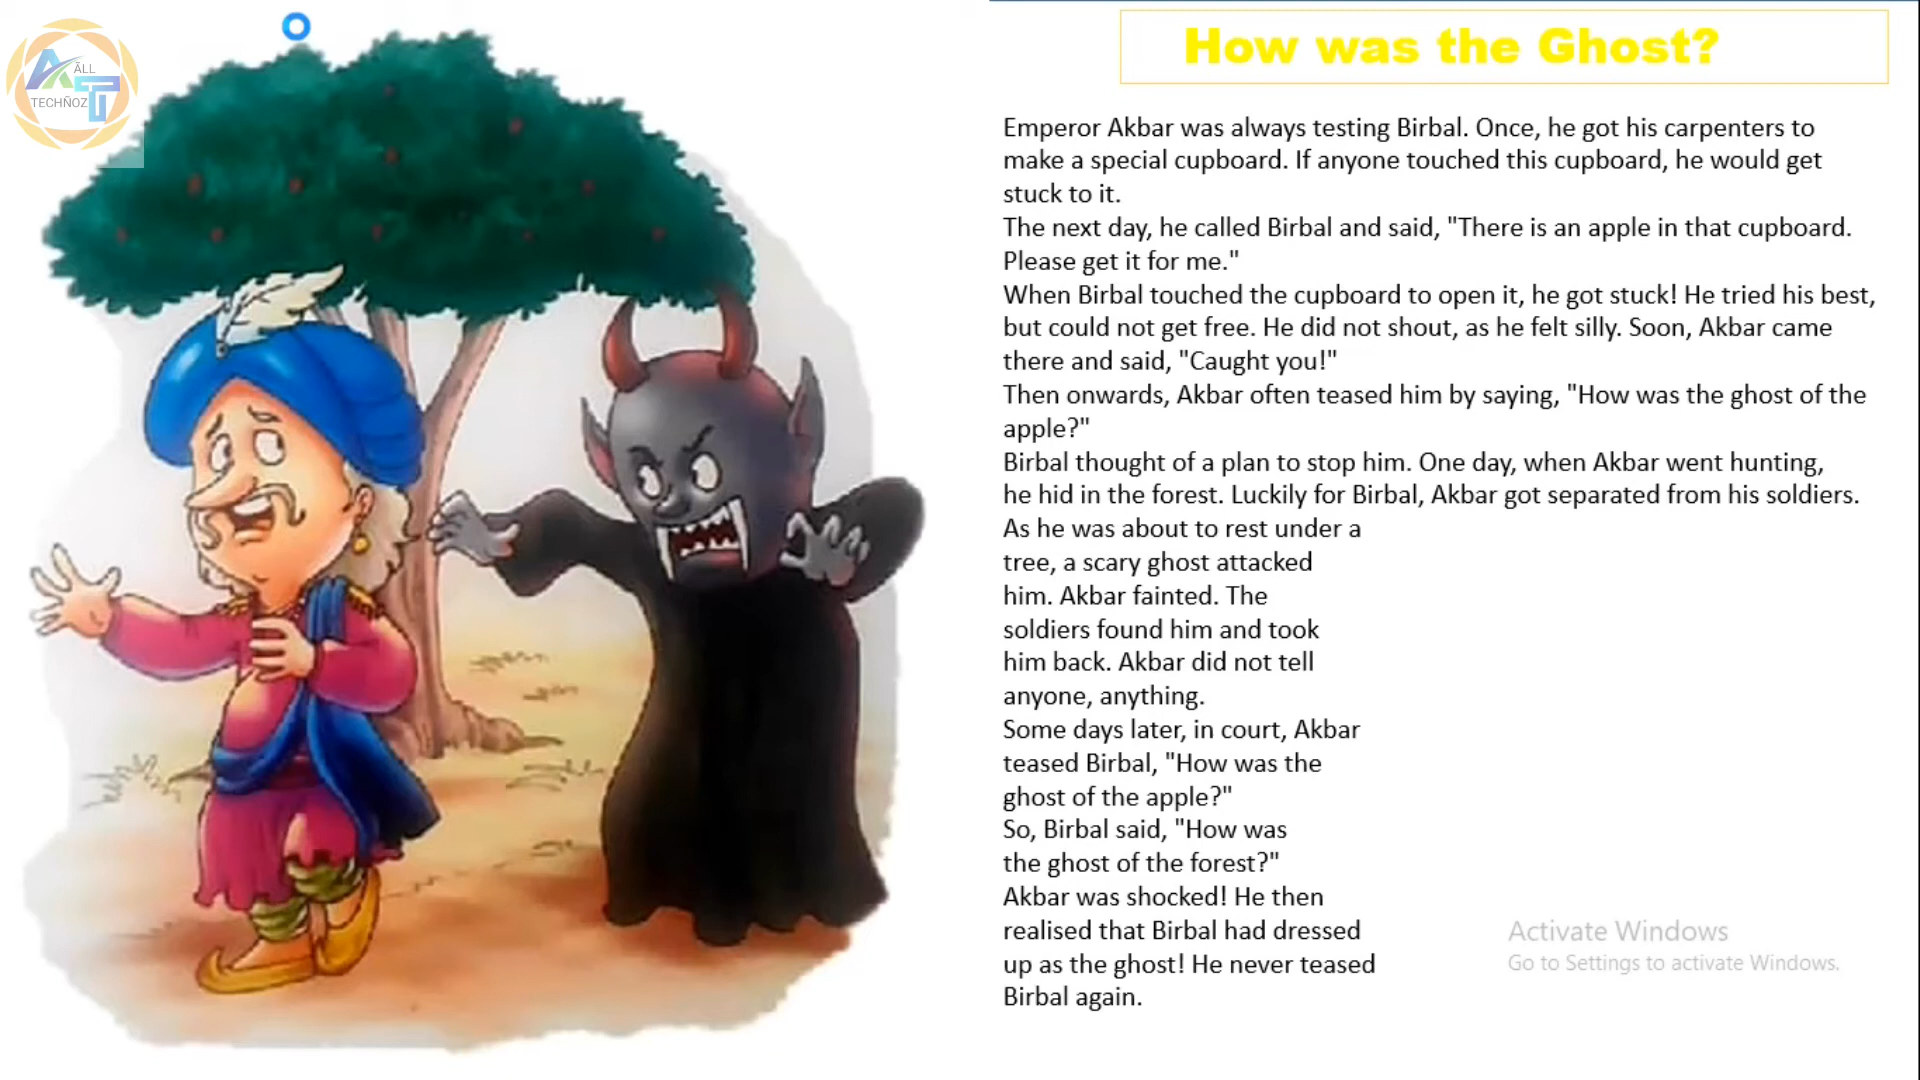 ĀLL
TECHÑOZ
How was the Ghost?
Emperor Akbar was always testing Birbal. Once, he got his carpenters to
make a special cupboard. If anyone touched this cupboard, he would get
stuck to it.
The next day, he called Birbal and said, "There is an apple in that cupboard.
Please get it for me."
When Birbal touched the cupboard to open it, he got stuck! He tried his best,
but could not get free. He did not shout, as he felt silly. Soon, Akbar came
there and said, "Caught you!"
Then onwards, Akbar often teased him by saying, "How was the ghost of the
apple?"
Birbal thought of a plan to stop him. One day, when Akbar went hunting,
he hid in the forest. Luckily for Birbal, Akbar got separated from his soldiers.
As he was about to rest under a
tree, a scary ghost attacked
him. Akbar fainted. The
soldiers found him and took
him back. Akbar did not tell
anyone, anything.
Some days later, in court, Akbar
teased Birbal, "How was the
ghost of the apple?"
So, Birbal said, "How was
the ghost of the forest?"
Akbar was shocked! He then
realised that Birbal had dressed
up as the ghost! He never teased
Birbal again.
Activate Windows
Go to Settings to activate Windows.